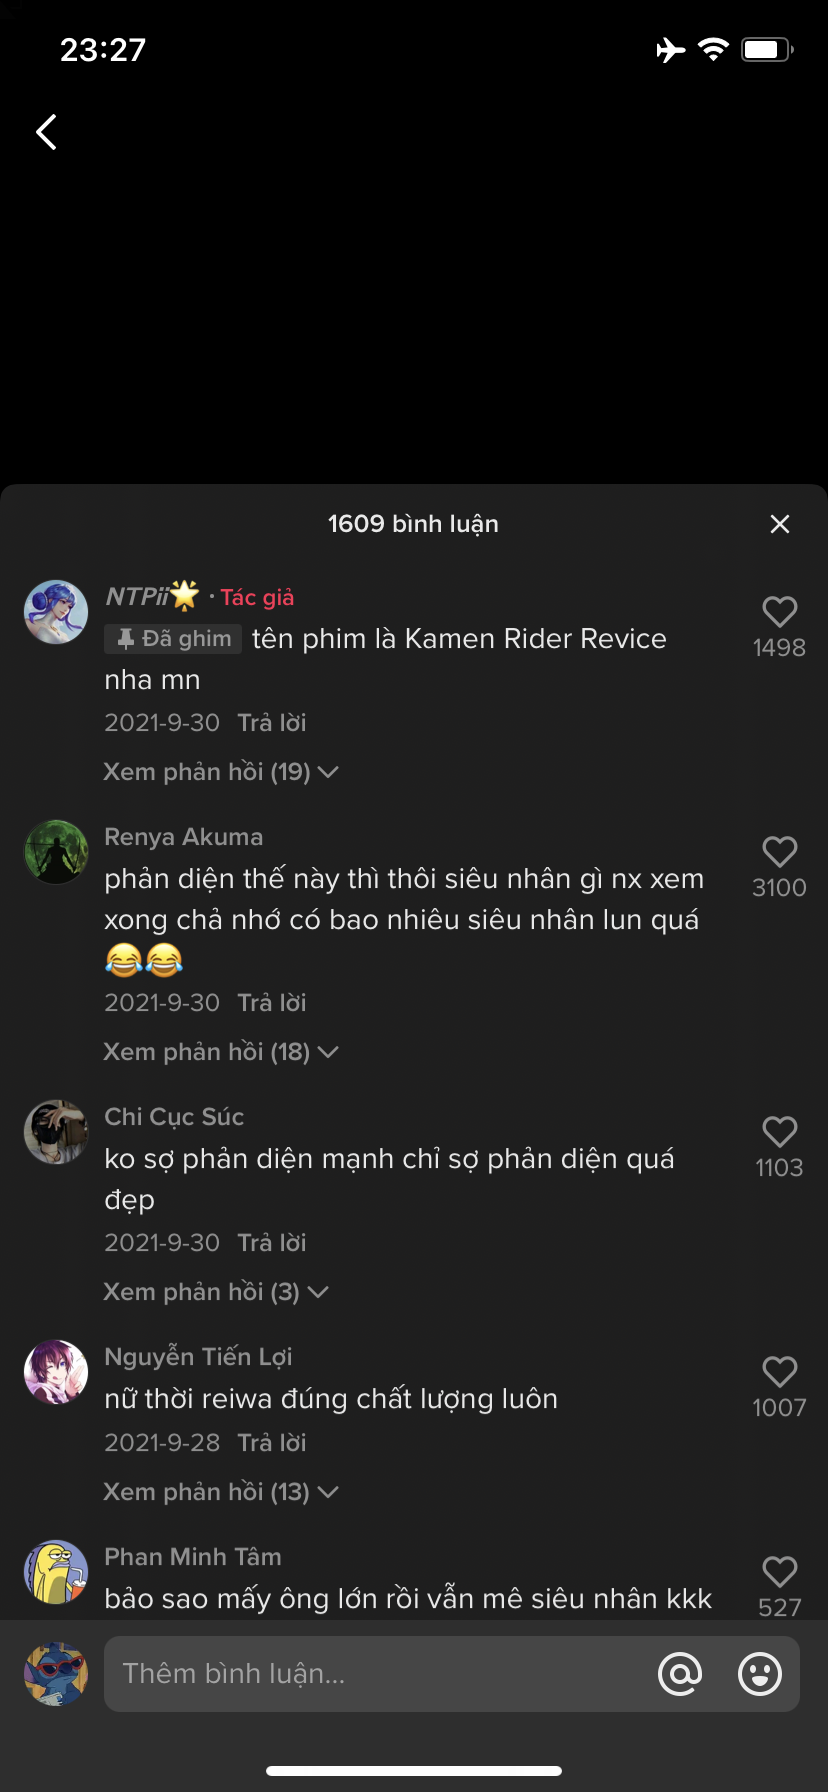 23:27
1609 bình luận
NTPii🌟 · Tác giả
Đã ghim tên phim là Kamen Rider Revice
nha mn
1498
2021-9-30 Trả lời
Xem phản hồi (19)
Renya Akuma
phản diện thế này thì thôi siêu nhân gì nx xem
xong chả nhớ có bao nhiêu siêu nhân lun quá
😂😂
3100
2021-9-30 Trả lời
Xem phản hồi (18)
Chi Cục Súc
ko sợ phản diện mạnh chỉ sợ phản diện quá
đẹp
1103
2021-9-30 Trả lời
Xem phản hồi (3)
Nguyễn Tiến Lợi
nữ thời reiwa đúng chất lượng luôn
1007
2021-9-28 Trả lời
Xem phản hồi (13)
Phan Minh Tâm
bảo sao mấy ông lớn rồi vẫn mê siêu nhân kkk
527
Thêm bình luận...